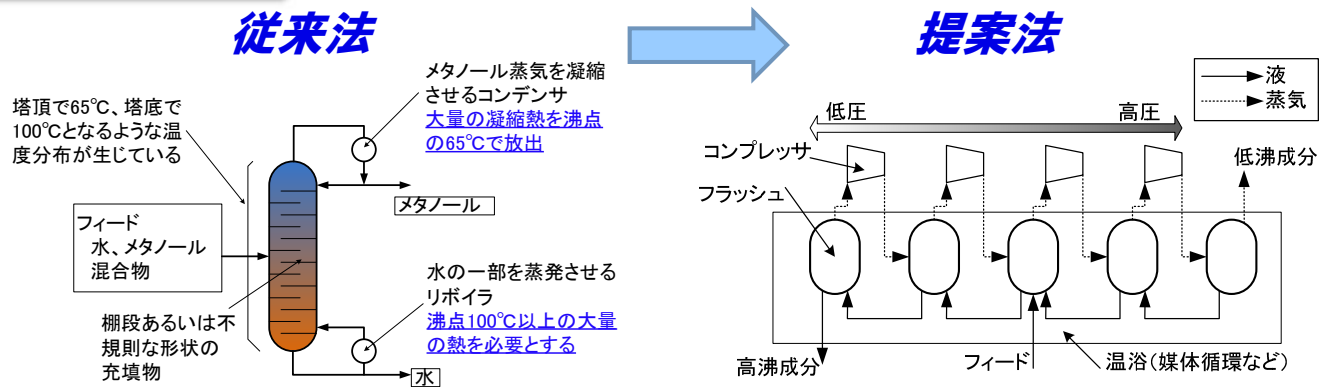 従来法
提案法
塔頂で65℃、塔底で
100℃となるような温
度分布が生じている
メタノール蒸気を凝縮
させるコンデンサ
大量の凝縮熱を沸点
の65℃で放出
メタノール
フィード
水、メタノール
混合物
水の一部を蒸発させる
リボイラ
沸点100℃以上の大量
の熱を必要とする
棚段あるいは不
規則な形状の
充填物
水
液
蒸気
低圧
高圧
コンプレッサ
低沸成分
フラッシュ
高沸成分
フィード
温浴(媒体循環など)